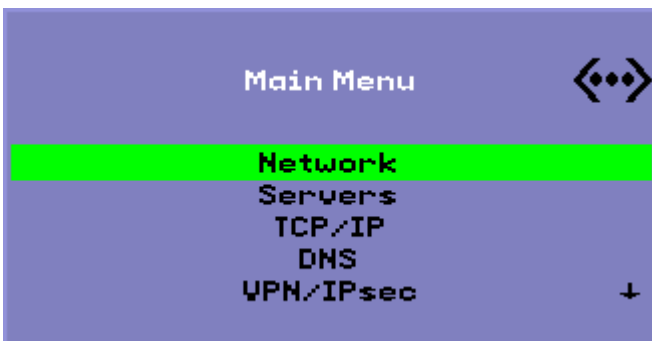 Main Menu
Network
Servers
TCP/IP
DNS
VPN/IPsec